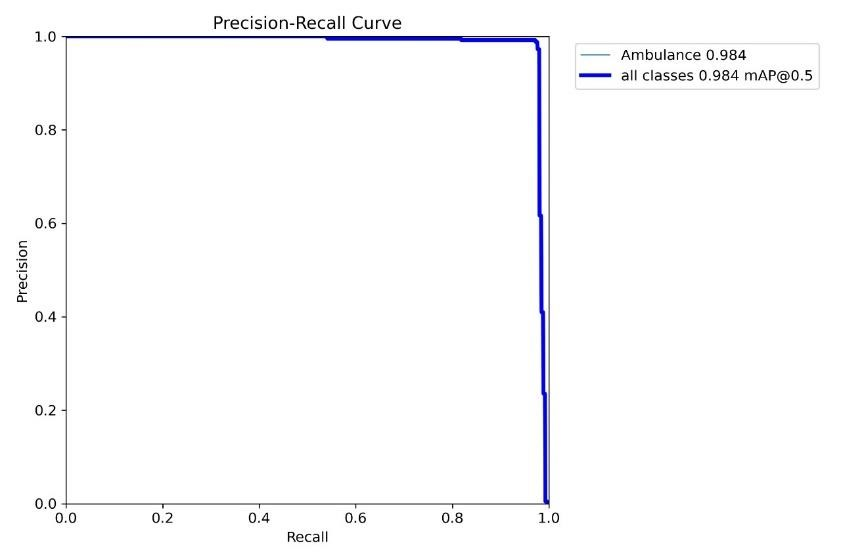 Precision-Recall Curve
1.0
0.8
0.6
0.4
0.2
0.0
Precision
0.0 0.2 0.4 0.6 0.8 1.0
Recall
Ambulance 0.984
all classes 0.984 mAP@0.5